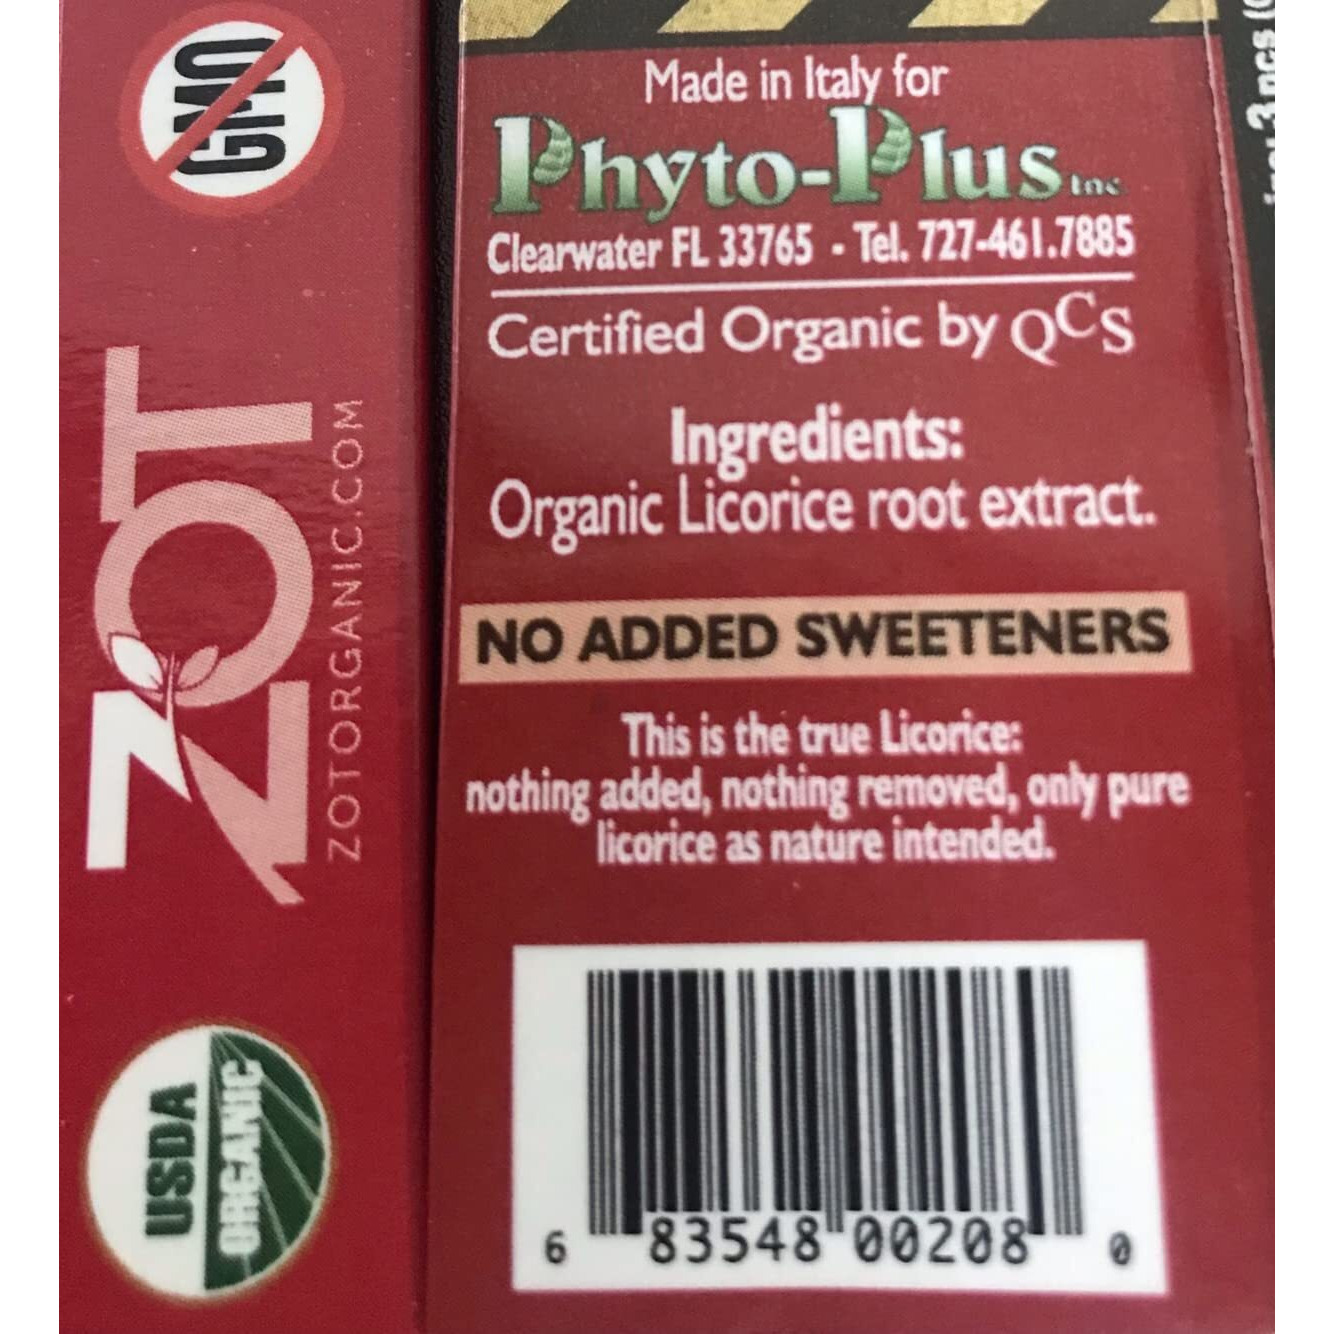 GMO
ZOT
ZOTORGANIC.COM
USDA
ORGANIC
Made in Italy for
Phyto-Plus Inc
Clearwater FL 33765 - Tel. 727-461.7885
Certified Organic by QCS
Ingredients:
Organic Licorice root extract.
NO ADDED SWEETENERS
This is the true Licorice:
nothing added, nothing removed, only pure
licorice as nature intended.
6 83548 00208 0